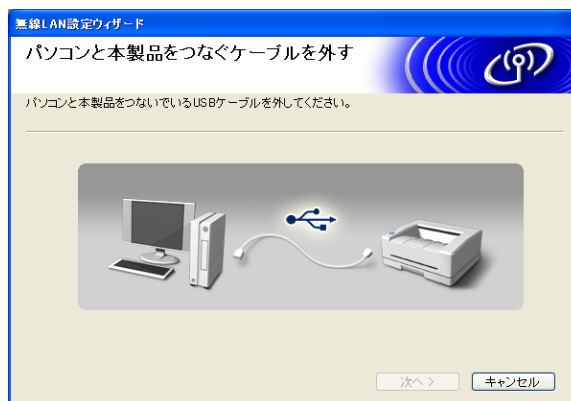 無線LAN設定ウィザード
パソコンと本製品をつなぐケーブルを外す
パソコンと本製品をつないでいるUSBケーブルを外してください。
次へ >
キャンセル